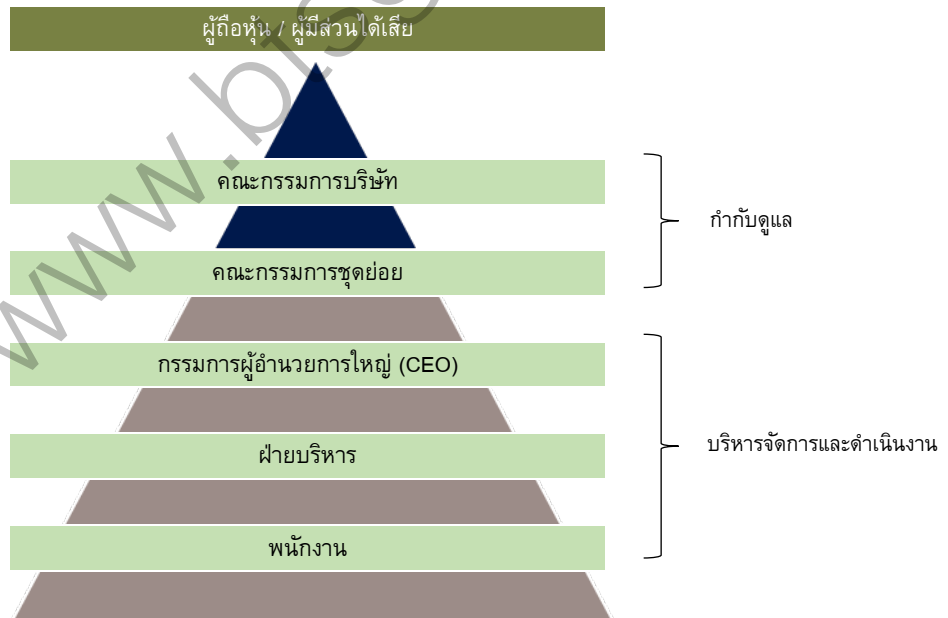 ผู้ถือหุ้น / ผู้มีส่วนได้เสีย
คณะกรรมการบริษัท
กำกับดูแล
คณะกรรมการชุดย่อย
กรรมการผู้อำนวยการใหญ่ (CEO)
บริหารจัดการและดำเนินงาน
ฝ่ายบริหาร
พนักงาน